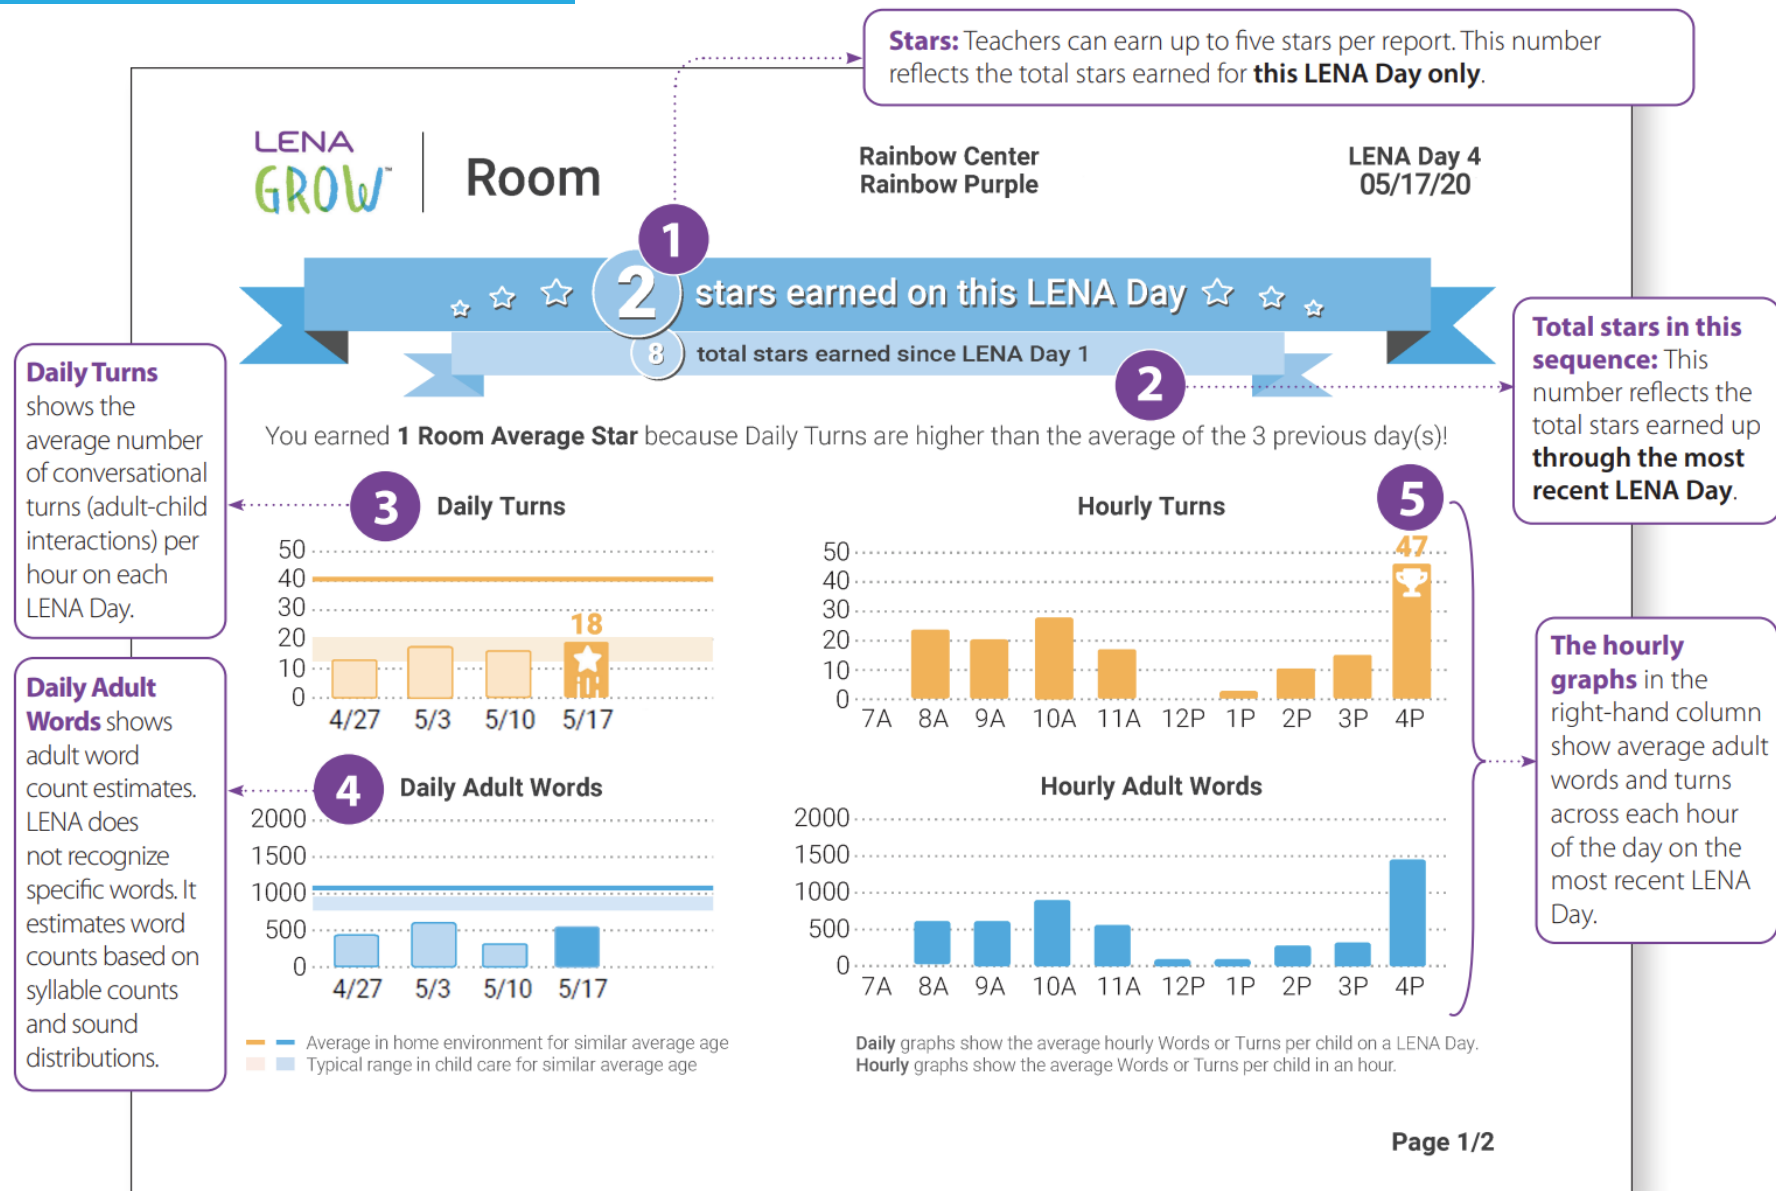 Stars: Teachers can earn up to five stars per report. This number
reflects the total stars earned for this LENA Day only.
LENA
GROW™
Room
Rainbow Center
Rainbow Purple
LENA Day 4
05/17/20
1
2 stars earned on this LENA Day
8 total stars earned since LENA Day 1
2
Total stars in this
sequence: This
number reflects the
total stars earned up
through the most
recent LENA Day.
You earned 1 Room Average Star because Daily Turns are higher than the average of the 3 previous day(s)!
Daily Turns
shows the
average number
of conversational
turns (adult-child
interactions) per
hour on each
LENA Day.
3
Daily Turns
50
40
30
20
10
0
18
4/27 5/3 5/10 5/17
Hourly Turns
5
50
40
30
20
10
0
47
7A 8A 9A 10A 11A 12P 1P 2P 3P 4P
Daily Adult
Words shows
adult word
count estimates.
LENA does
not recognize
specific words. It
estimates word
counts based on
syllable counts
and sound
distributions.
4
Daily Adult Words
2000
1500
1000
500
0
4/27 5/3 5/10 5/17
Hourly Adult Words
2000
1500
1000
500
0
7A 8A 9A 10A 11A 12P 1P 2P 3P 4P
The hourly
graphs in the
right-hand column
show average adult
words and turns
across each hour
of the day on the
most recent LENA
Day.
Average in home environment for similar average age
Typical range in child care for similar average age
Daily graphs show the average hourly Words or Turns per child on a LENA Day.
Hourly graphs show the average Words or Turns per child in an hour.
Page 1/2